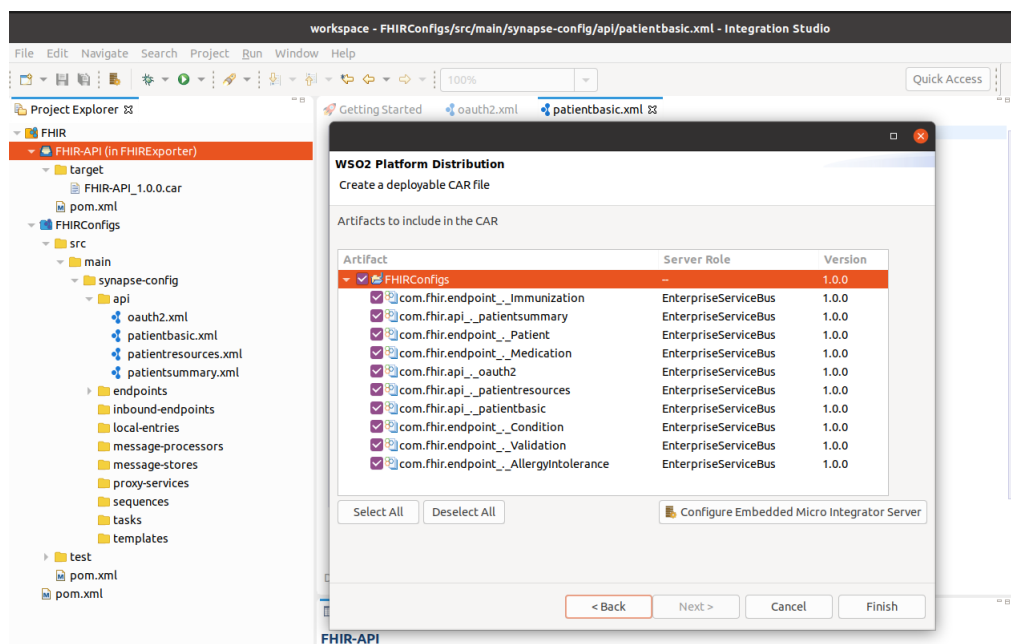 workspace - FHIRConfigs/src/main/synapse-config/api/patientbasic.xml - Integration Studio
File Edit Navigate Search Project Run Window Help
100%
Quick Access
Project Explorer
Getting Started
oauth2.xml
patientbasic.xml
FHIR
FHIR-API (in FHIRExporter)
target
FHIR-API_1.0.0.car
pom.xml
FHIRConfigs
src
main
synapse-config
api
oauth2.xml
patientbasic.xml
patientresources.xml
patientsummary.xml
endpoints
inbound-endpoints
local-entries
message-processors
message-stores
proxy-services
sequences
tasks
templates
test
pom.xml
pom.xml
WSO2 Platform Distribution
Create a deployable CAR file
Artifacts to include in the CAR
Artifact Server Role Version
FHIRConfigs -- 1.0.0
com.fhir.endpoint_._Immunization EnterpriseServiceBus 1.0.0
com.fhir.api_._patientsummary EnterpriseServiceBus 1.0.0
com.fhir.endpoint_._Patient EnterpriseServiceBus 1.0.0
com.fhir.endpoint_._Medication EnterpriseServiceBus 1.0.0
com.fhir.api_._oauth2 EnterpriseServiceBus 1.0.0
com.fhir.api_._patientresources EnterpriseServiceBus 1.0.0
com.fhir.api_._patientbasic EnterpriseServiceBus 1.0.0
com.fhir.endpoint_._Condition EnterpriseServiceBus 1.0.0
com.fhir.endpoint_._Validation EnterpriseServiceBus 1.0.0
com.fhir.endpoint_._AllergyIntolerance EnterpriseServiceBus 1.0.0
Select All
Deselect All
Configure Embedded Micro Integrator Server
< Back
Next >
Cancel
Finish
FHIR-API